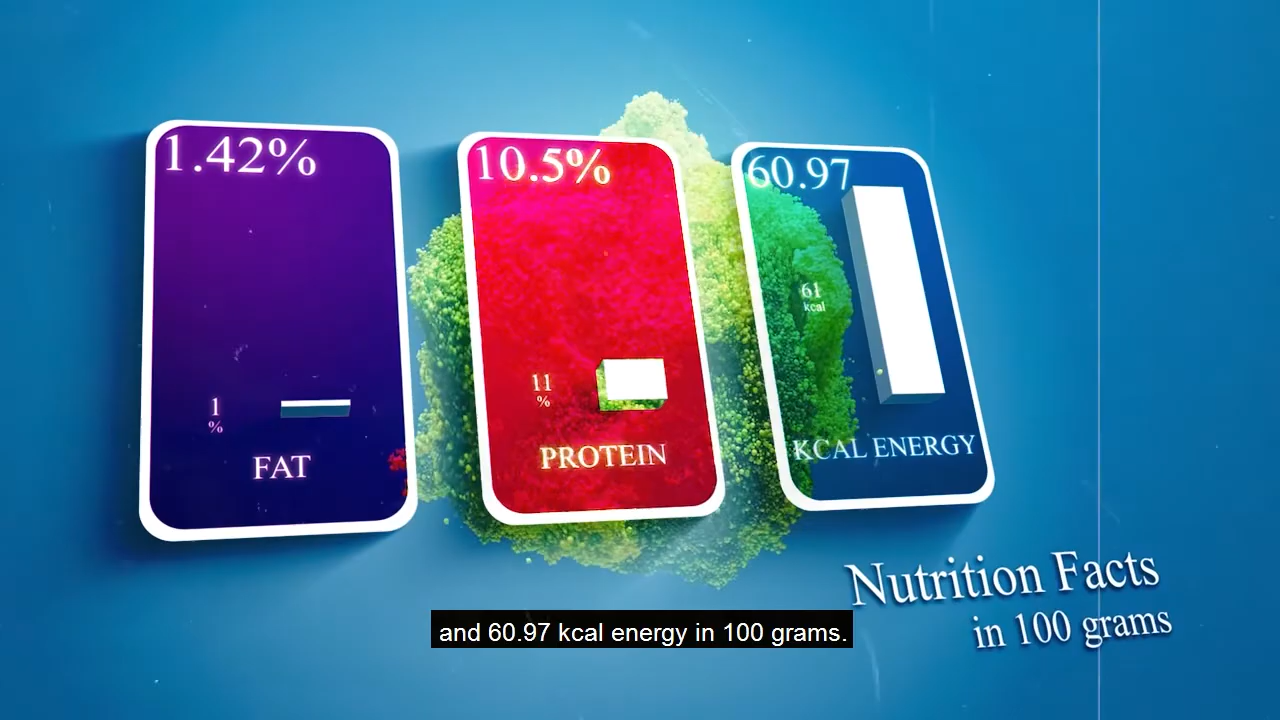 1.42%
1
%
FAT
10.5%
11
%
PROTEIN
60.97
61
kcal
KCAL ENERGY
Nutrition Facts
in 100 grams
and 60.97 kcal energy in 100 grams.